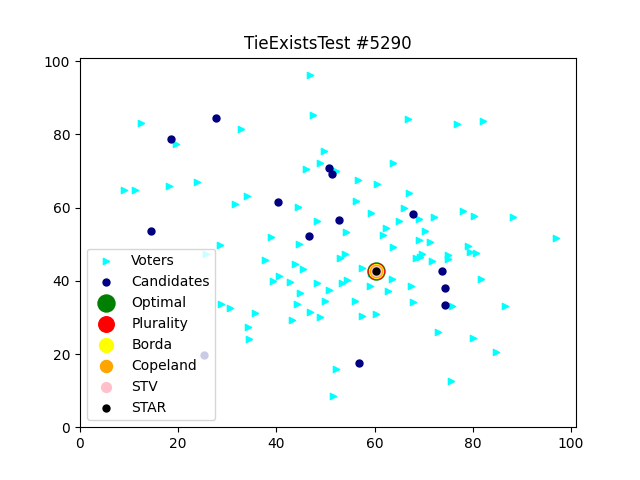 TieExistsTest #5290
100
80
60
40
20
0
Voters
Candidates
Optimal
Plurality
Borda
Copeland
STV
STAR
0 20 40 60 80 100